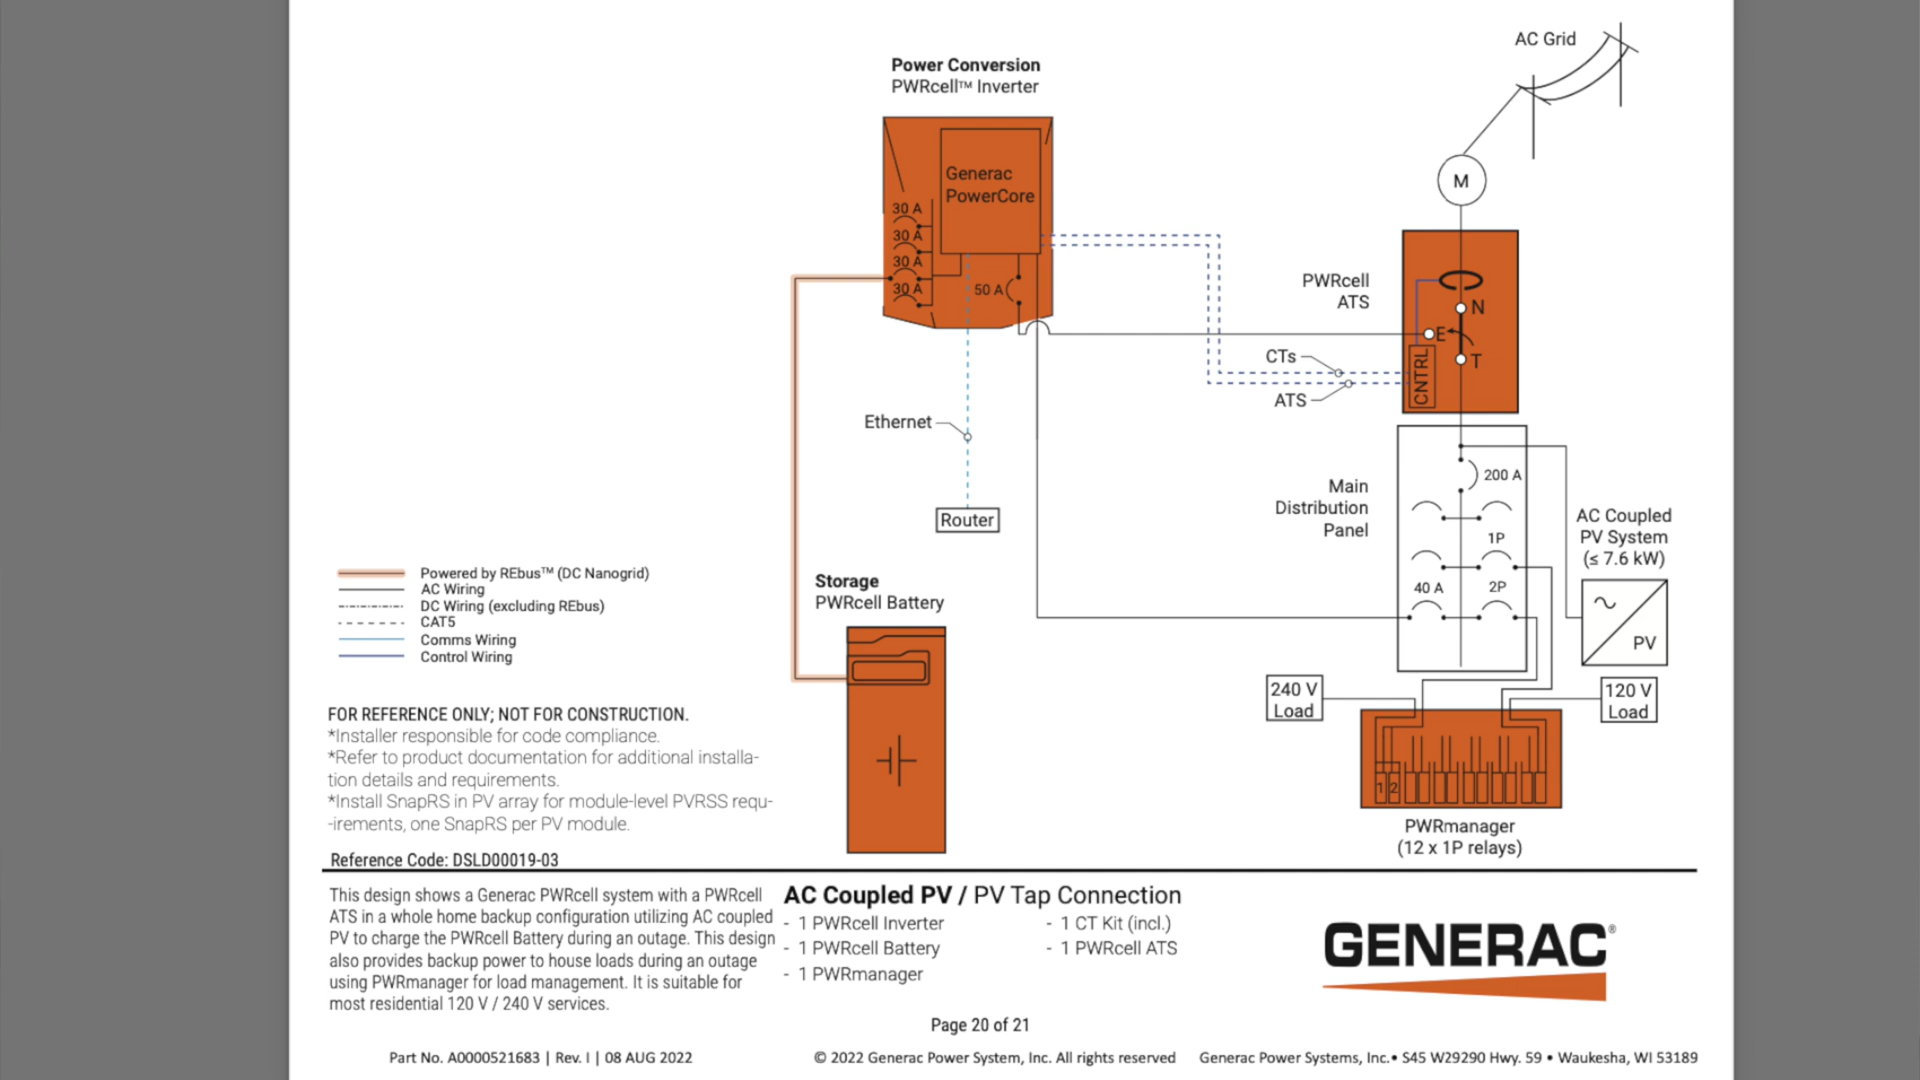 AC Grid
Power Conversion
PWRcell™ Inverter
Generac
PowerCore
30 A
30 A
30 A
30 A
50 A
M
PWRcell
ATS
N
E
T
CNTRL
CTs
ATS
Ethernet
Router
Main
Distribution
Panel
200 A
1P
40 A
2P
AC Coupled
PV System
(≤ 7.6 kW)
PV
Storage
PWRcell Battery
Powered by REbus™ (DC Nanogrid)
AC Wiring
DC Wiring (excluding REbus)
CAT5
Comms Wiring
Control Wiring
240 V
Load
120 V
Load
1 2
PWRmanager
(12 x 1P relays)
FOR REFERENCE ONLY; NOT FOR CONSTRUCTION.
*Installer responsible for code compliance.
*Refer to product documentation for additional installa-
tion details and requirements.
*Install SnapRS in PV array for module-level PVRSS requ-
-irements, one SnapRS per PV module.
Reference Code: DSLD00019-03
This design shows a Generac PWRcell system with a PWRcell
ATS in a whole home backup configuration utilizing AC coupled
PV to charge the PWRcell Battery during an outage. This design
also provides backup power to house loads during an outage
using PWRmanager for load management. It is suitable for
most residential 120 V / 240 V services.
AC Coupled PV / PV Tap Connection
- 1 PWRcell Inverter
- 1 PWRcell Battery
- 1 PWRmanager
- 1 CT Kit (incl.)
- 1 PWRcell ATS
GENERAC®
Page 20 of 21
Part No. A0000521683 | Rev. I | 08 AUG 2022
© 2022 Generac Power System, Inc. All rights reserved
Generac Power Systems, Inc.• S45 W29290 Hwy. 59 • Waukesha, WI 53189